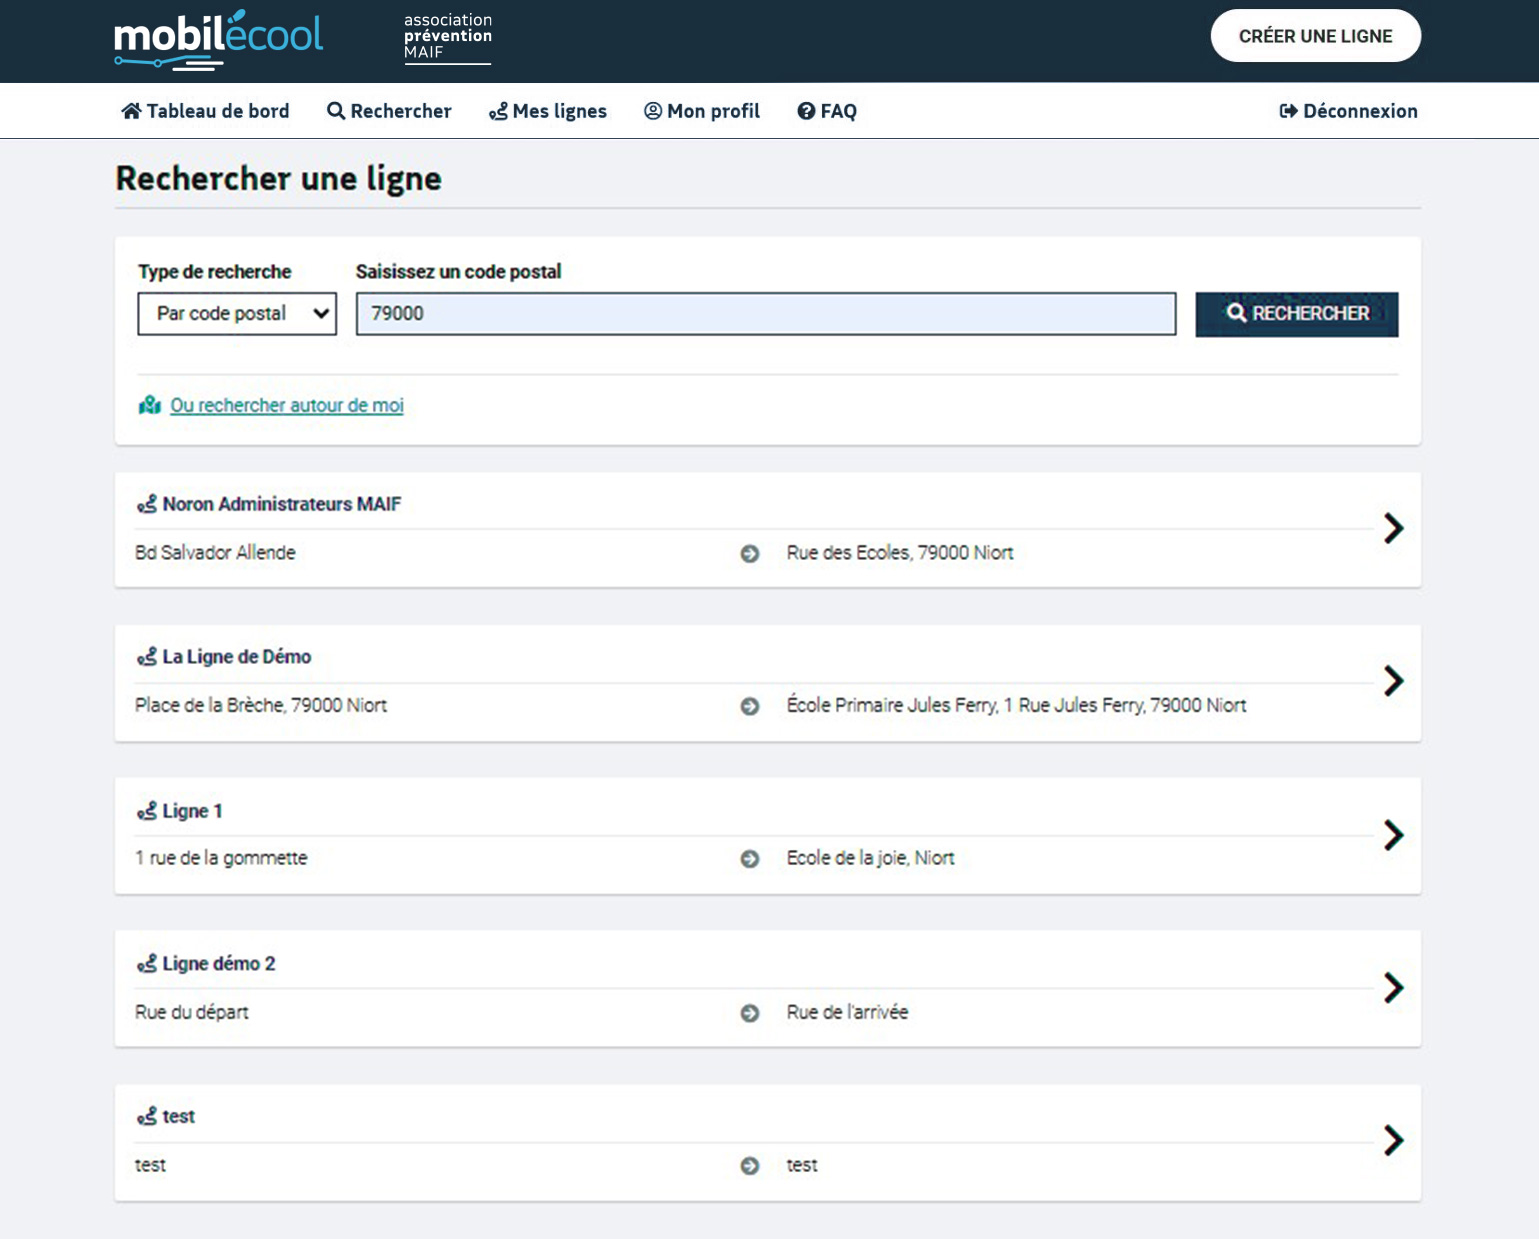 mobilécool
association
prévention
MAIF
CRÉER UNE LIGNE
Tableau de bord Rechercher Mes lignes Mon profil FAQ Déconnexion
Rechercher une ligne
Type de recherche Saisissez un code postal
Par code postal 79000 RECHERCHER
Ou rechercher autour de moi
Noron Administrateurs MAIF
Bd Salvador Allende Rue des Ecoles, 79000 Niort
La Ligne de Démo
Place de la Brèche, 79000 Niort École Primaire Jules Ferry, 1 Rue Jules Ferry, 79000 Niort
Ligne 1
1 rue de la gommette Ecole de la joie, Niort
Ligne démo 2
Rue du départ Rue de l'arrivée
test
test test